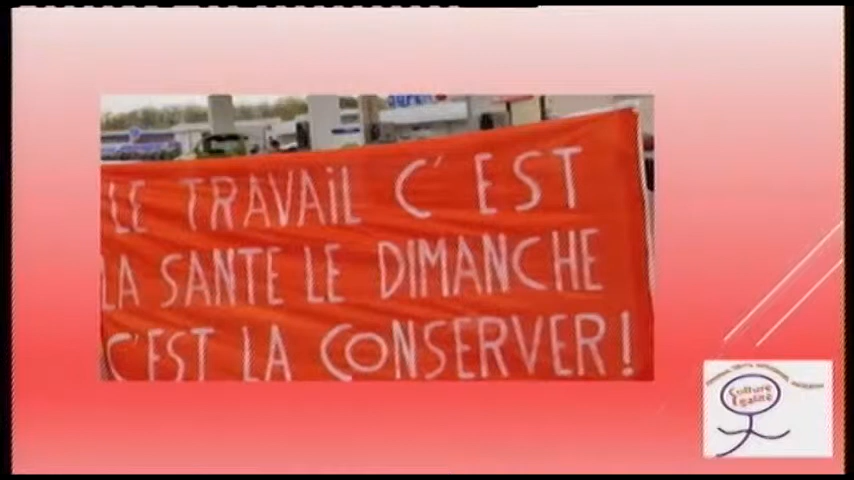 LE TRAVAiL C'EST
LA SANTE LE DIMANCHE
C'EST LA CONSERVER!
Culture
Egalité